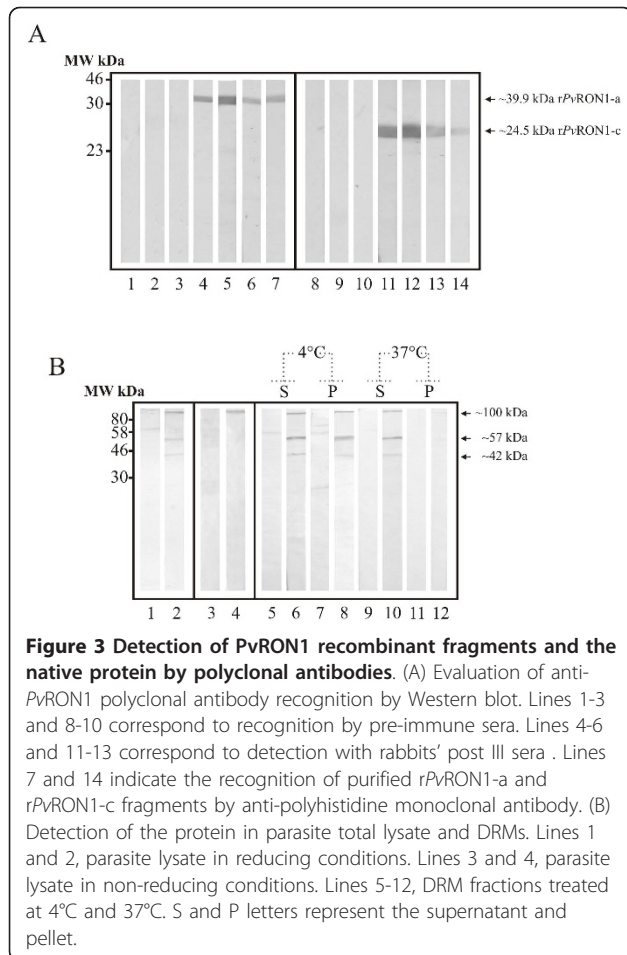 A
MW kDa
46
30
23
~39.9 kDa rPvRON1-a
~24.5 kDa rPvRON1-c
1 2 3 4 5 6 7 8 9 10 11 12 13 14
4°C 37°C
B
S P S P
MW kDa
80
58
46
30
~100 kDa
~57 kDa
~42 kDa
1 2 3 4 5 6 7 8 9 10 11 12
Figure 3 Detection of PvRON1 recombinant fragments and the
native protein by polyclonal antibodies. (A) Evaluation of anti-
PvRON1 polyclonal antibody recognition by Western blot. Lines 1-3
and 8-10 correspond to recognition by pre-immune sera. Lines 4-6
and 11-13 correspond to detection with rabbits' post III sera . Lines
7 and 14 indicate the recognition of purified rPvRON1-a and
rPvRON1-c fragments by anti-polyhistidine monoclonal antibody. (B)
Detection of the protein in parasite total lysate and DRMs. Lines 1
and 2, parasite lysate in reducing conditions. Lines 3 and 4, parasite
lysate in non-reducing conditions. Lines 5-12, DRM fractions treated
at 4°C and 37°C. S and P letters represent the supernatant and
pellet.